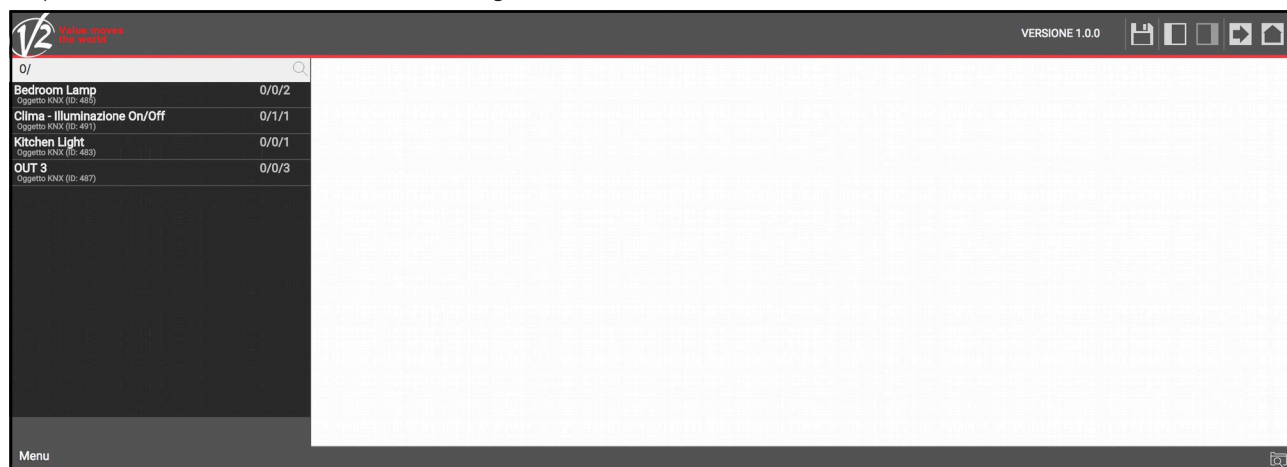 V2
Value moves
the world
VERSIONE 1.0.0
0/
Bedroom Lamp 0/0/2
Oggetto KNX (ID: 485)
Clima - Illuminazione On/Off 0/1/1
Oggetto KNX (ID: 491)
Kitchen Light 0/0/1
Oggetto KNX (ID: 483)
OUT 3 0/0/3
Oggetto KNX (ID: 487)
Menu